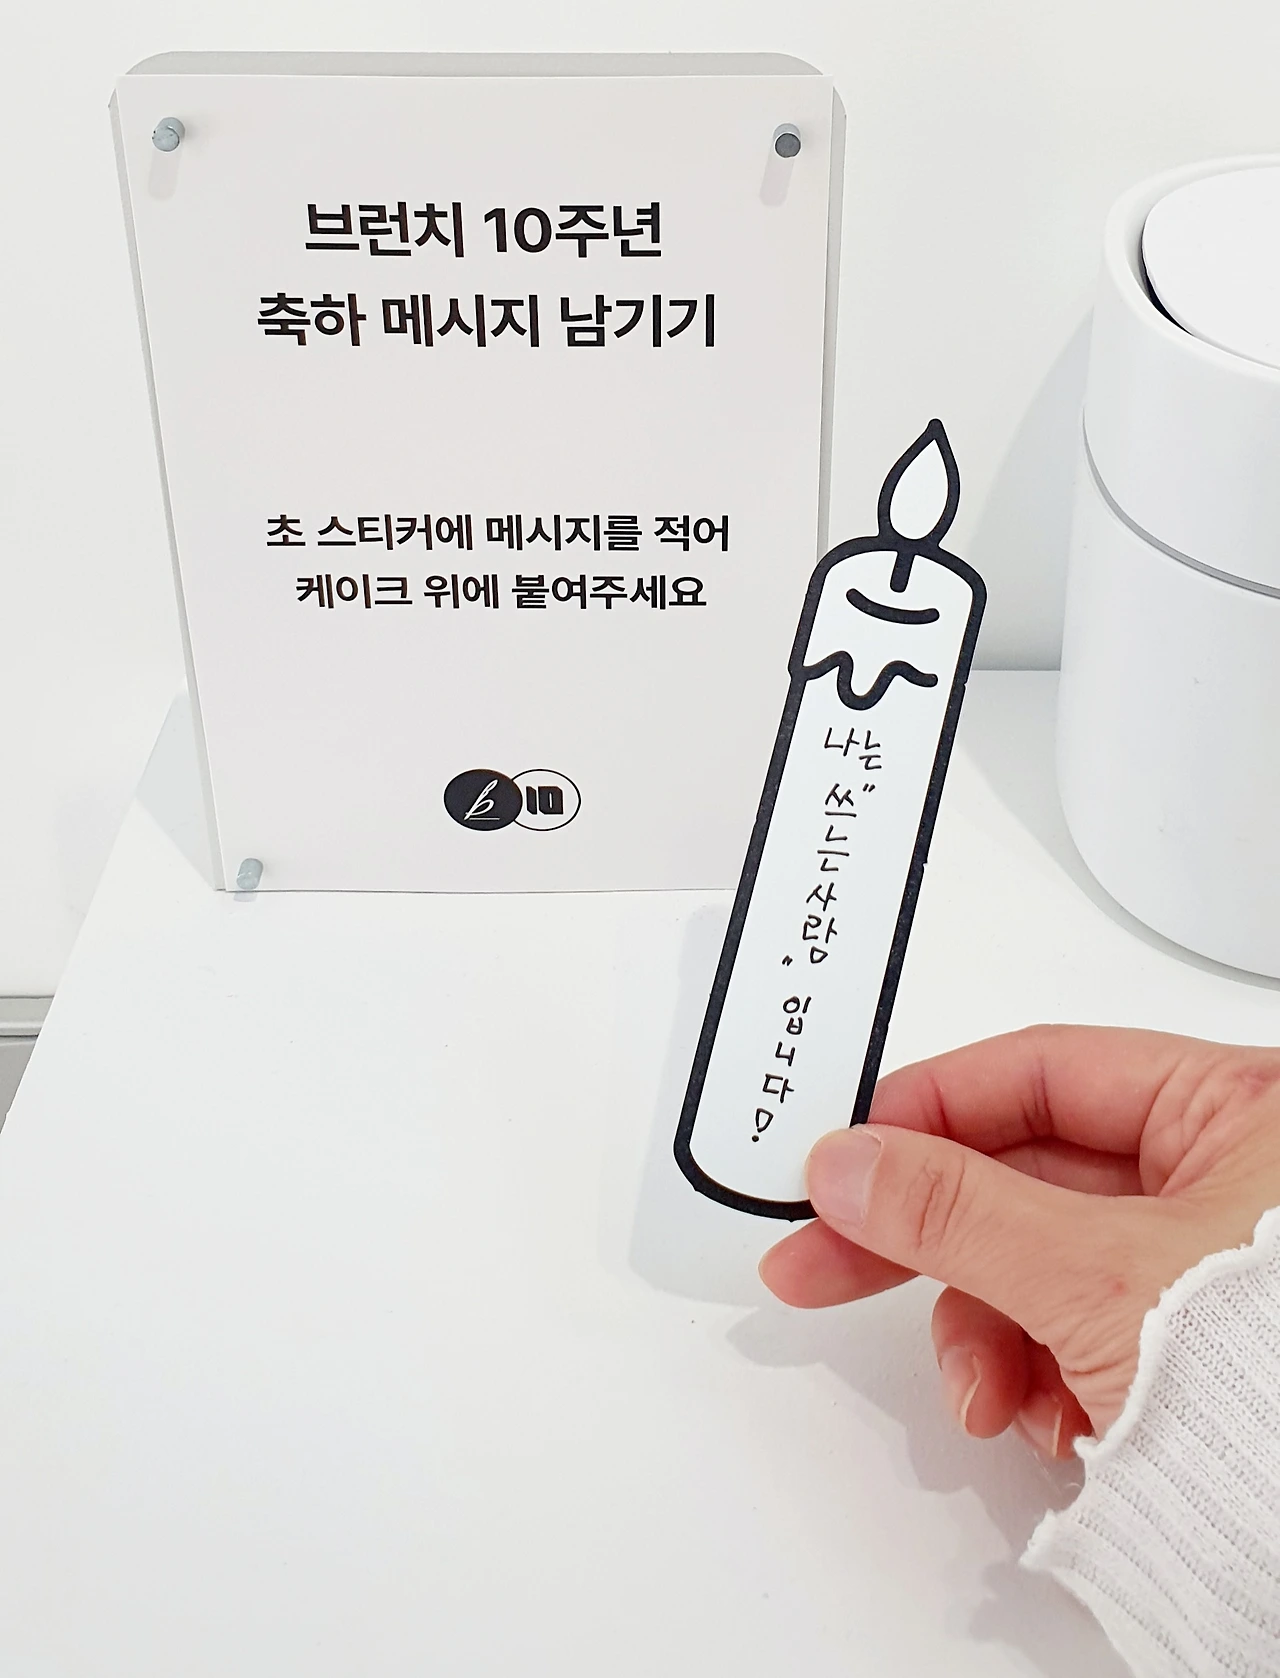 브런치 10주년
축하 메시지 남기기
초 스티커에 메시지를 적어
케이크 위에 붙여주세요
b 10
나는
"쓰는사람"
입니다!